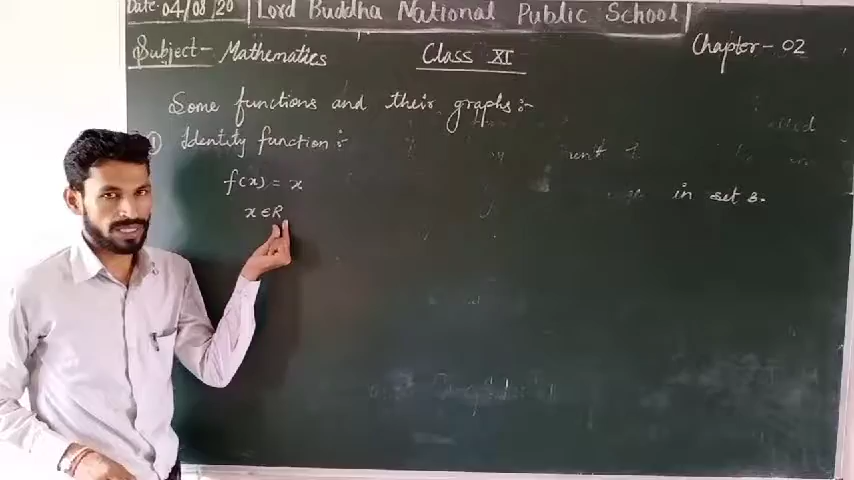 Date: 04/08/20 Lord Buddha National Public School
Subject:- Mathematics Class XI Chapter- 02
Some functions and their graphs:-
① Identity function :-
f(x) = x
x ∈ R
in set B.